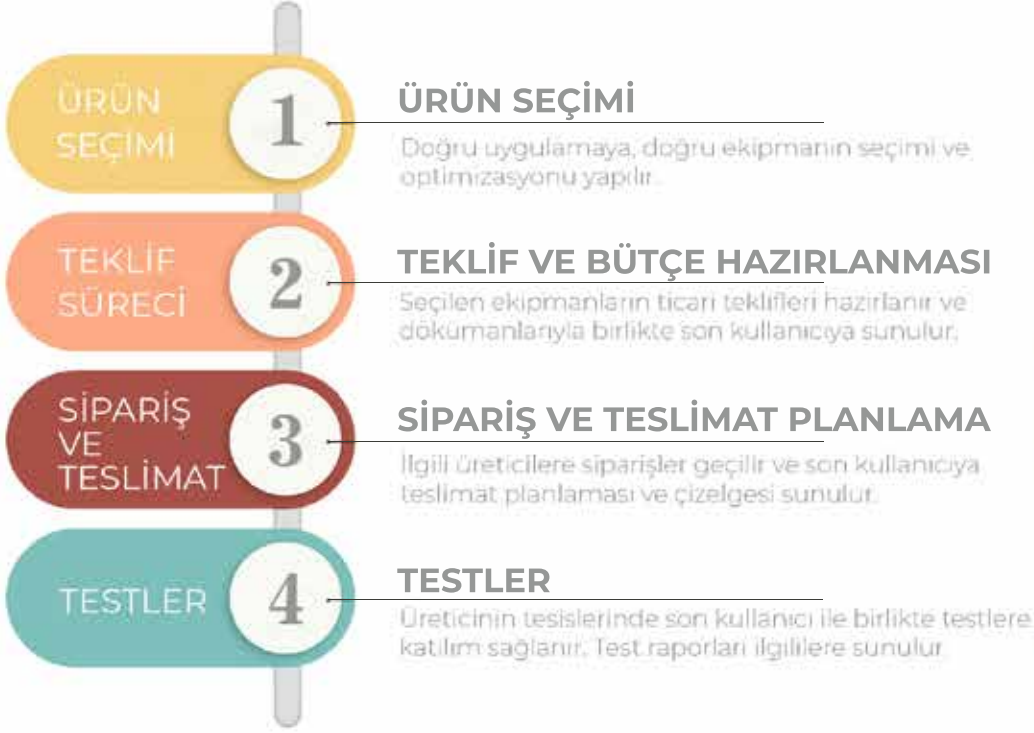 ÜRÜN
SEÇİMİ
1
ÜRÜN SEÇİMİ
Doğru uygulamaya, doğru ekipmanın seçimi ve
optimizasyonu yapılır.
TEKLİF
SÜRECİ
2
TEKLİF VE BÜTÇE HAZIRLANMASI
Seçilen ekipmanların ticari teklifleri hazırlanır ve
dökümanlarıyla birlikte son kullanıcıya sunulur.
SİPARİŞ
VE
TESLİMAT
3
SİPARİŞ VE TESLİMAT PLANLAMA
İlgili üreticilere siparişler geçilir ve son kullanıcıya
teslimat planlaması ve çizelgesi sunulur.
TESTLER
4
TESTLER
Üreticinin tesislerinde son kullanıcı ile birlikte testlere
katılım sağlanır. Test raporları ilgililere sunulur.